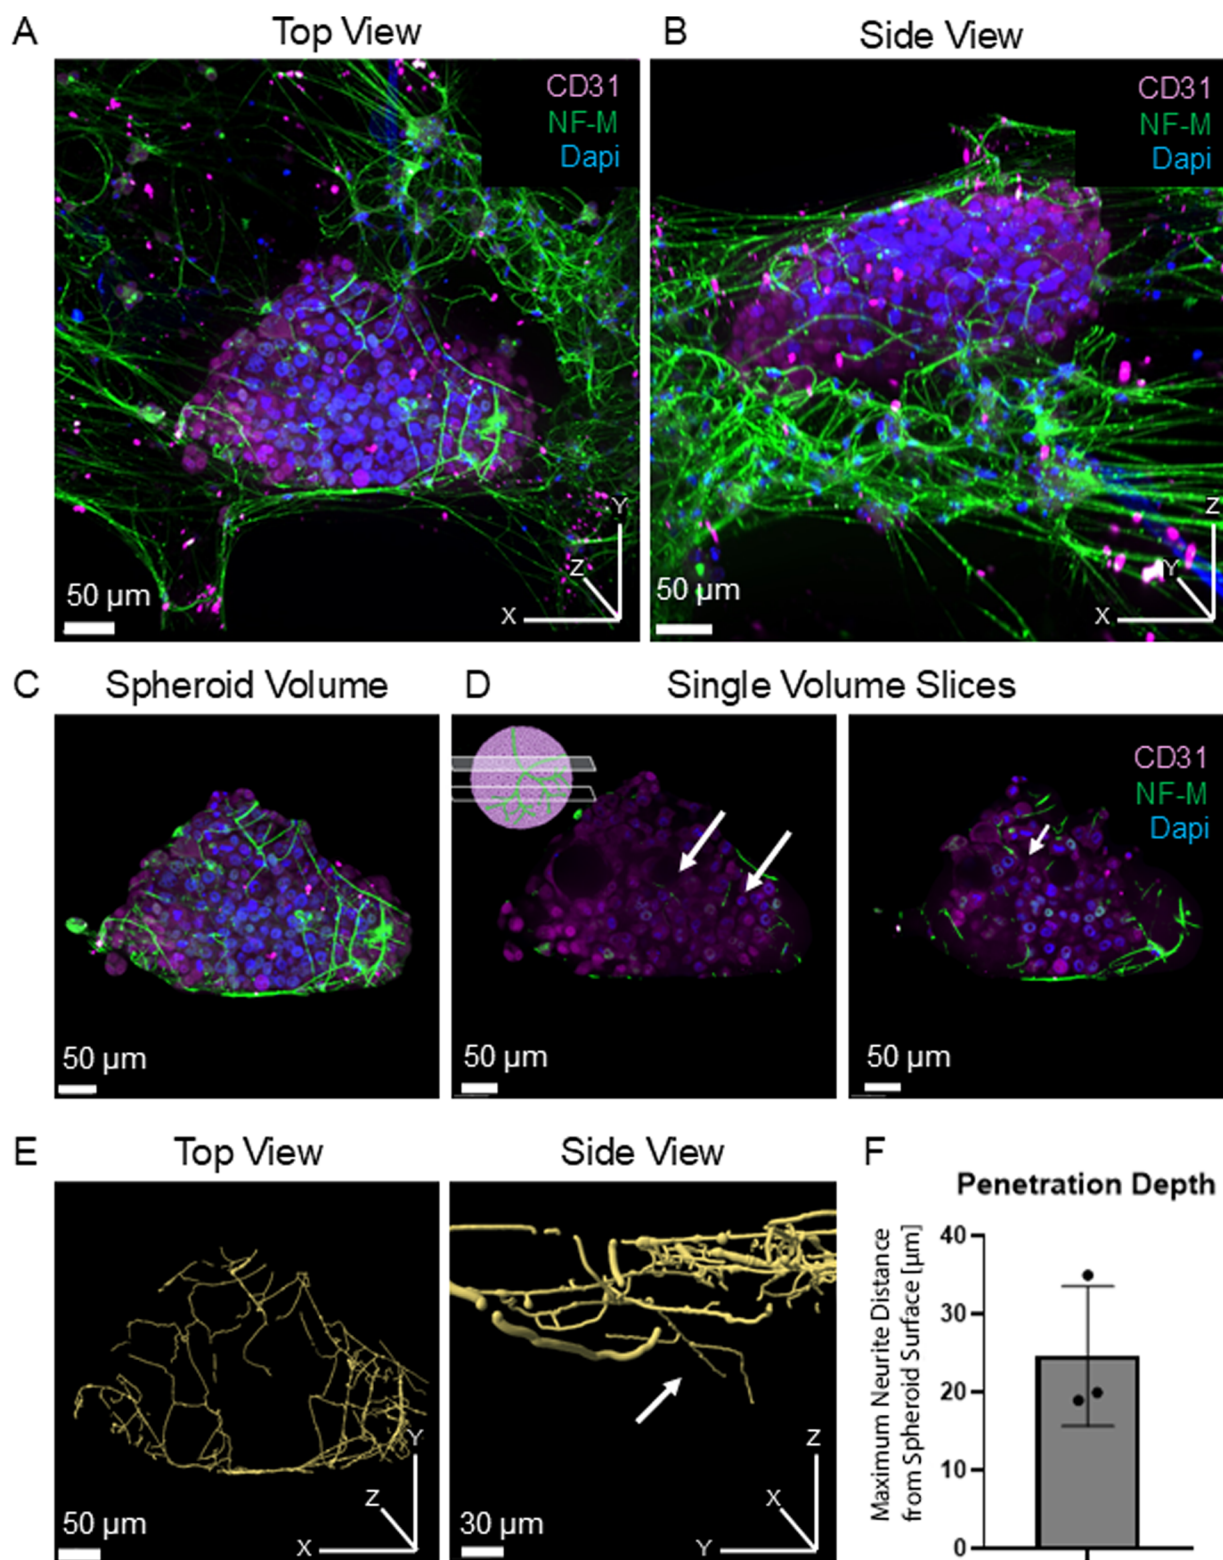 A
Top View
CD31
NF-M
Dapi
50 µm
Z
Y
X
B
Side View
CD31
NF-M
Dapi
50 µm
Z
Y
X
C
Spheroid Volume
50 µm
D
Single Volume Slices
50 µm
CD31
NF-M
Dapi
50 µm
E
Top View
50 µm
Y
Z
X
Side View
30 µm
Z
X
Y
F
Penetration Depth
Maximum Neurite Distance
from Spheroid Surface [µm]
40
30
20
10
0